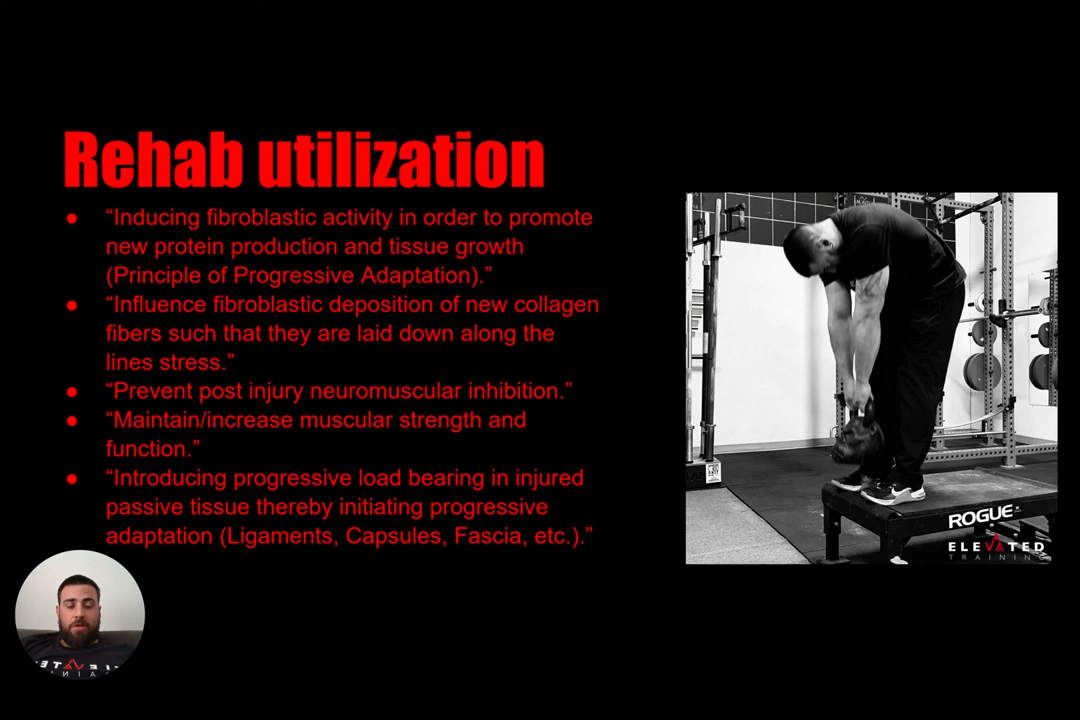 Rehab utilization
● “Inducing fibroblastic activity in order to promote
new protein production and tissue growth
(Principle of Progressive Adaptation).”
● “Influence fibroblastic deposition of new collagen
fibers such that they are laid down along the
lines stress.”
● “Prevent post injury neuromuscular inhibition.”
● “Maintain/increase muscular strength and
function.”
● “Introducing progressive load bearing in injured
passive tissue thereby initiating progressive
adaptation (Ligaments, Capsules, Fascia, etc.).”
ROGUE
ELEVATED
TRAINING